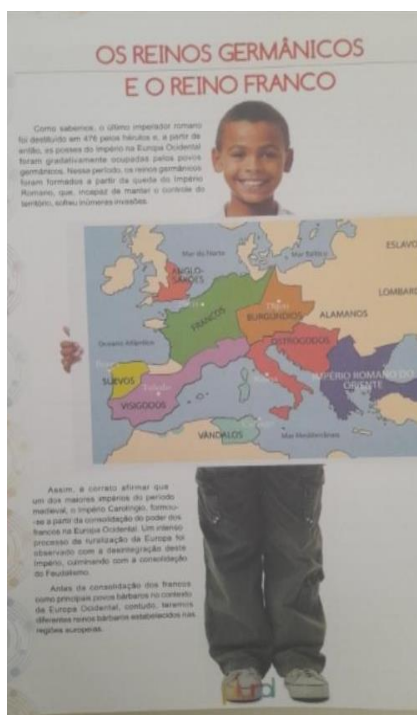 OS REINOS GERMÂNICOS
E O REINO FRANCO
Como sabemos, o último imperador romano
foi destituído em 476 pelos hérulos e, a partir de
então, as posses do Império na Europa Ocidental
foram gradativamente ocupadas pelos povos
germânicos. Nesse período, os reinos germânicos
foram formados a partir da queda do Império
Romano, que, incapaz de manter o controle do
território, sofreu inúmeras invasões.
ESLAVO
Mar do Norte
Mar Báltico
ANGLO-
SAXÕES
LOMBARD
FRANCOS
BURGÚNDIOS
ALAMANOS
Oceano Atlântico
OSTROGODOS
SUEVOS
IMPÉRIO ROMANO DO
ORIENTE
Toledo
VISIGODOS
VÂNDALOS
Mar Mediterrâneo
Assim, é correto afirmar que
um dos maiores impérios do período
medieval, o Império Carolíngio, formou-
-se a partir da consolidação do poder dos
francos na Europa Ocidental. Um intenso
processo de ruralização da Europa foi
observado com a desintegração deste
Império, culminando com a consolidação
do Feudalismo.
Antes da consolidação dos francos
como principais povos bárbaros no contexto
da Europa Ocidental, contudo, teremos
diferentes reinos bárbaros estabelecidos nas
regiões europeias.